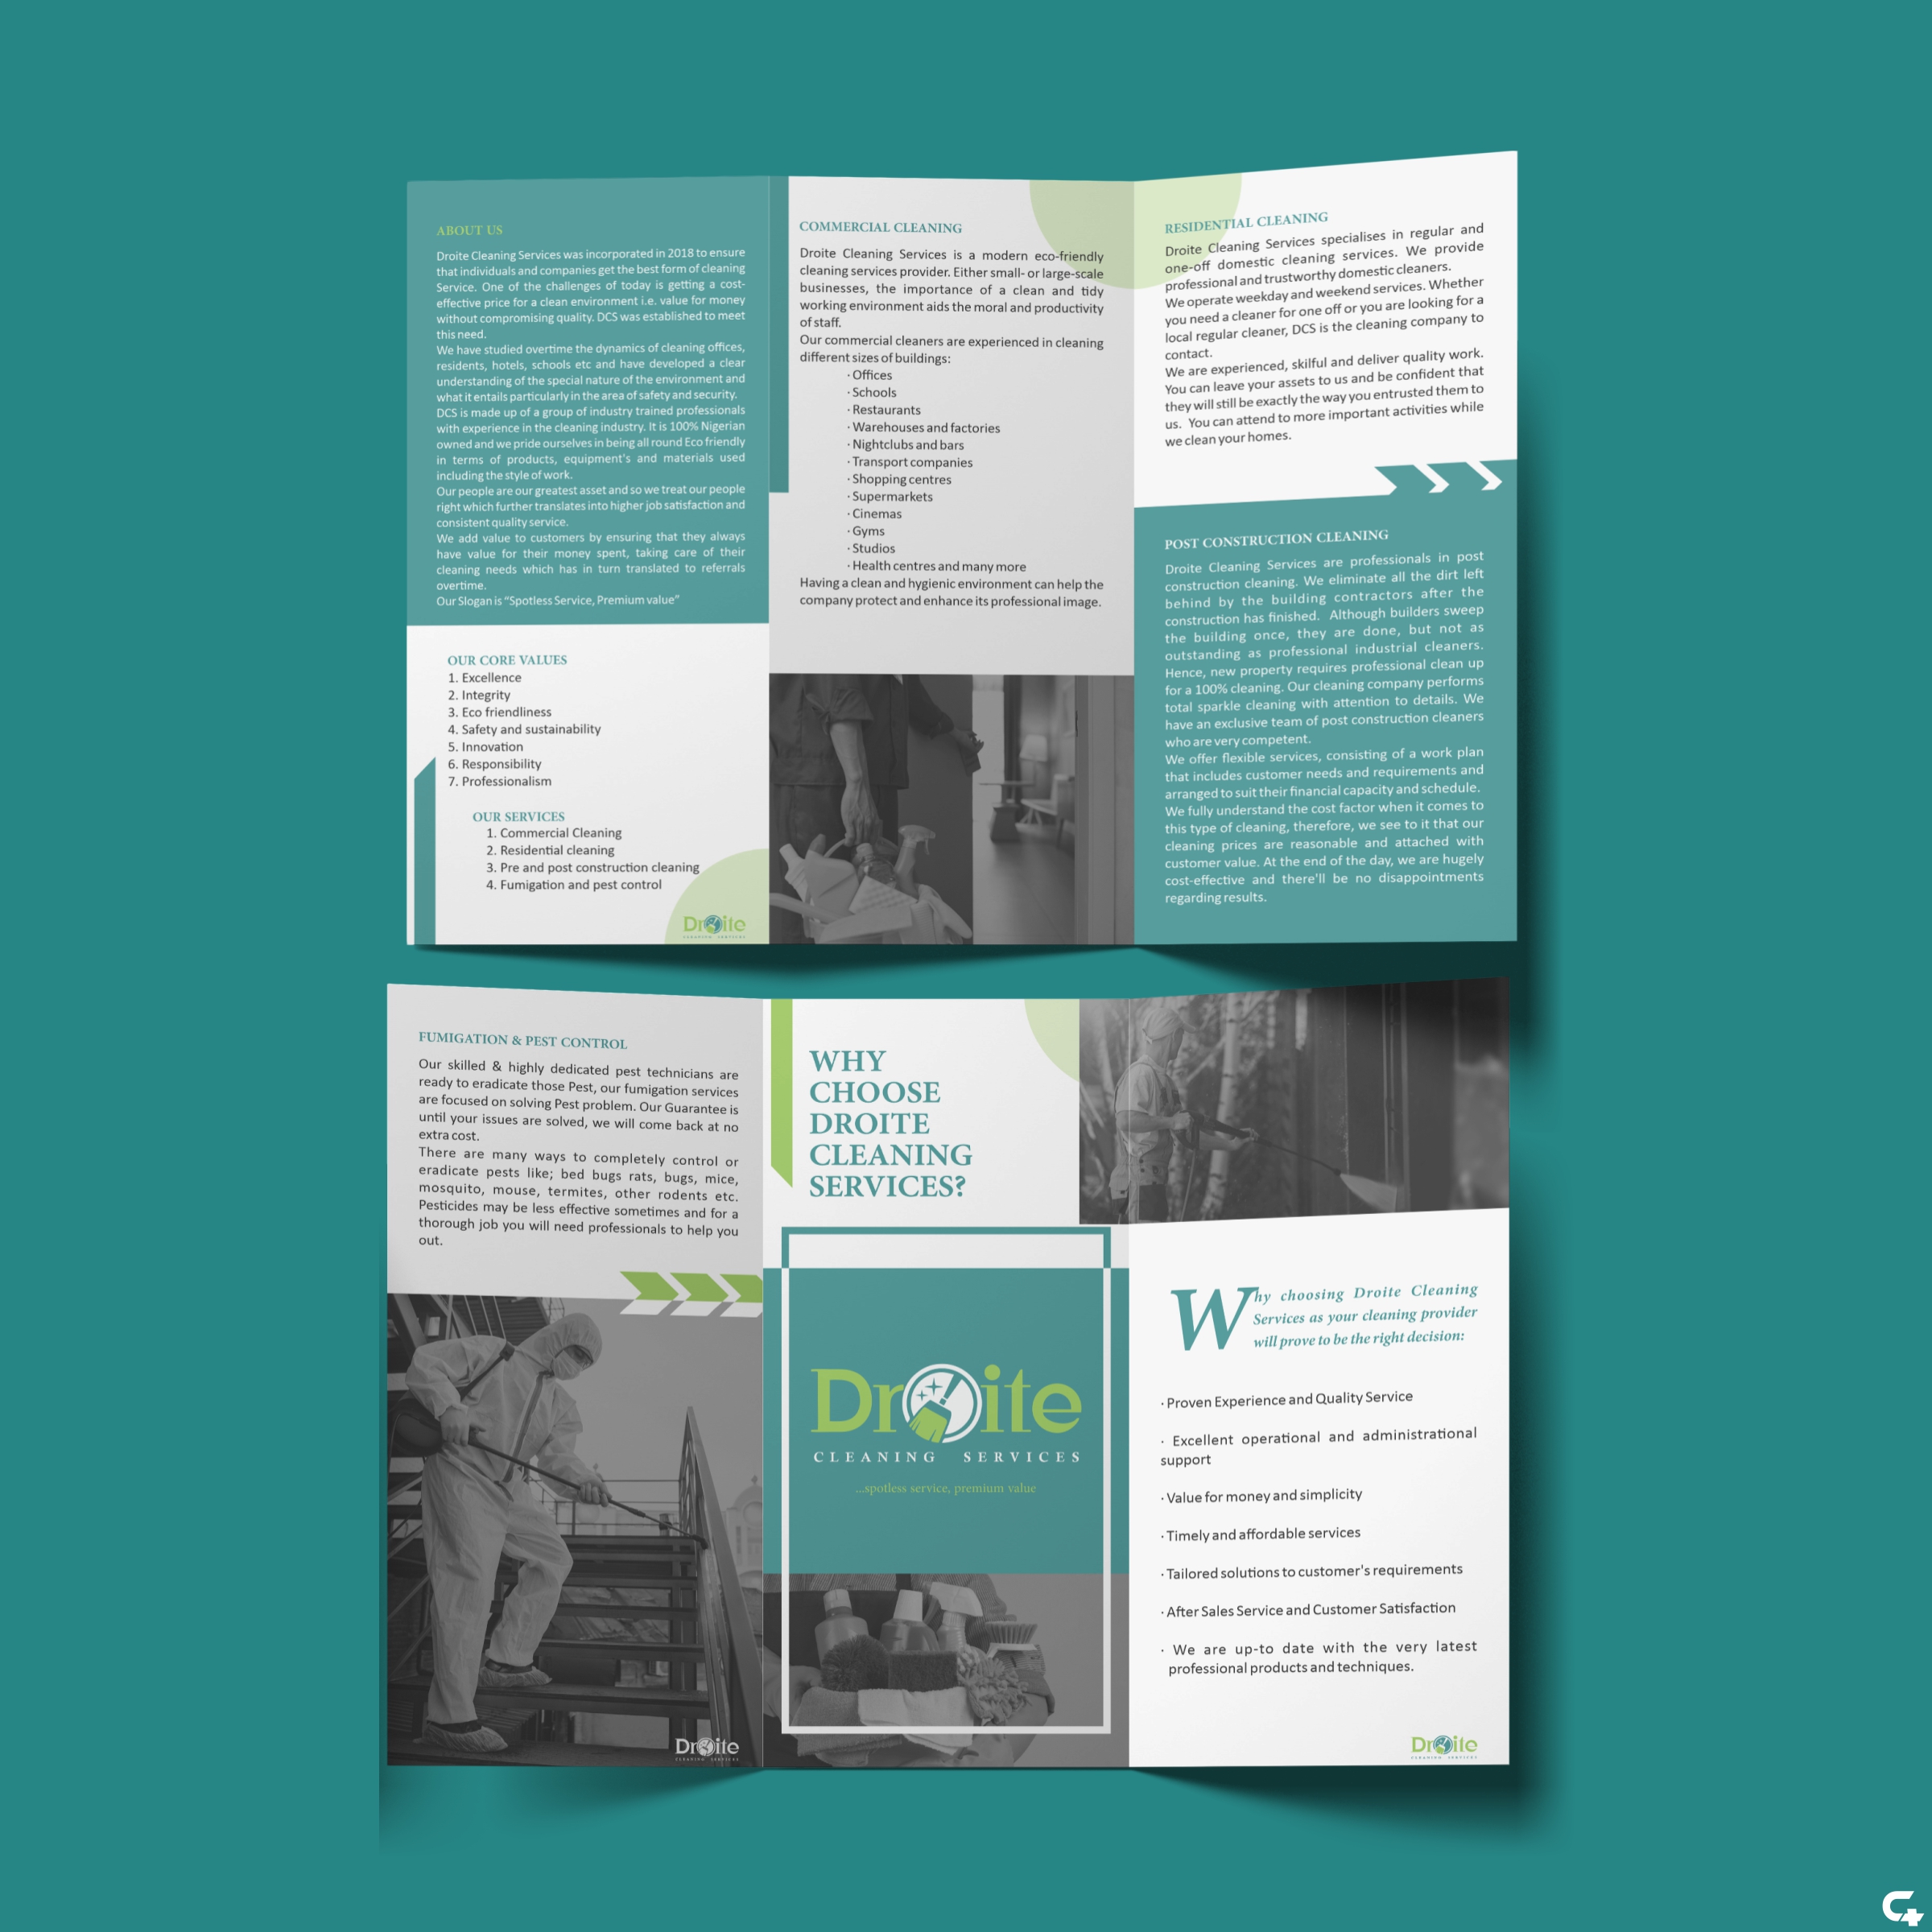 ABOUT US
Droite Cleaning Services was incorporated in 2018 to ensure
that individuals and companies get the best form of cleaning
Service. One of the challenges of today is getting a cost-
effective price for a clean environment i.e. value for money
without compromising quality. DCS was established to meet
this need.
We have studied overtime the dynamics of cleaning offices,
residents, hotels, schools etc and have developed a clear
understanding of the special nature of the environment and
what it entails particularly in the area of safety and security.
DCS is made up of a group of industry trained professionals
with experience in the cleaning industry. It is 100% Nigerian
owned and we pride ourselves in being all round Eco friendly
in terms of products, equipment's and materials used
including the style of work.
Our people are our greatest asset and so we treat our people
right which further translates into higher job satisfaction and
consistent quality service.
We add value to customers by ensuring that they always
have value for their money spent, taking care of their
cleaning needs which has in turn translated to referrals
overtime.
Our Slogan is “Spotless Service, Premium value”
OUR CORE VALUES
1. Excellence
2. Integrity
3. Eco friendliness
4. Safety and sustainability
5. Innovation
6. Responsibility
7. Professionalism
OUR SERVICES
1. Commercial Cleaning
2. Residential cleaning
3. Pre and post construction cleaning
4. Fumigation and pest control
Droite
CLEANING SERVICES
COMMERCIAL CLEANING
Droite Cleaning Services is a modern eco-friendly
cleaning services provider. Either small- or large-scale
businesses, the importance of a clean and tidy
working environment aids the moral and productivity
of staff.
Our commercial cleaners are experienced in cleaning
different sizes of buildings:
· Offices
· Schools
· Restaurants
· Warehouses and factories
· Nightclubs and bars
· Transport companies
· Shopping centres
· Supermarkets
· Cinemas
· Gyms
· Studios
· Health centres and many more
Having a clean and hygienic environment can help the
company protect and enhance its professional image.
RESIDENTIAL CLEANING
Droite Cleaning Services specialises in regular and
one-off domestic cleaning services. We provide
professional and trustworthy domestic cleaners.
We operate weekday and weekend services. Whether
you need a cleaner for one off or you are looking for a
local regular cleaner, DCS is the cleaning company to
contact.
We are experienced, skilful and deliver quality work.
You can leave your assets to us and be confident that
they will still be exactly the way you entrusted them to
us. You can attend to more important activities while
we clean your homes.
POST CONSTRUCTION CLEANING
Droite Cleaning Services are professionals in post
construction cleaning. We eliminate all the dirt left
behind by the building contractors after the
construction has finished. Although builders sweep
the building once, they are done, but not as
outstanding as professional industrial cleaners.
Hence, new property requires professional clean up
for a 100% cleaning. Our cleaning company performs
total sparkle cleaning with attention to details. We
have an exclusive team of post construction cleaners
who are very competent.
We offer flexible services, consisting of a work plan
that includes customer needs and requirements and
arranged to suit their financial capacity and schedule.
We fully understand the cost factor when it comes to
this type of cleaning, therefore, we see to it that our
cleaning prices are reasonable and attached with
customer value. At the end of the day, we are hugely
cost-effective and there'll be no disappointments
regarding results.
FUMIGATION & PEST CONTROL
Our skilled & highly dedicated pest technicians are
ready to eradicate those Pest, our fumigation services
are focused on solving Pest problem. Our Guarantee is
until your issues are solved, we will come back at no
extra cost.
There are many ways to completely control or
eradicate pests like; bed bugs rats, bugs, mice,
mosquito, mouse, termites, other rodents etc.
Pesticides may be less effective sometimes and for a
thorough job you will need professionals to help you
out.
Droite
CLEANING SERVICES
WHY
CHOOSE
DROITE
CLEANING
SERVICES?
Droite
CLEANING SERVICES
...spotless service, premium value
Why choosing Droite Cleaning
Services as your cleaning provider
will prove to be the right decision:
· Proven Experience and Quality Service
· Excellent operational and administrational
support
· Value for money and simplicity
· Timely and affordable services
· Tailored solutions to customer's requirements
· After Sales Service and Customer Satisfaction
· We are up-to date with the very latest
professional products and techniques.
Droite
CLEANING SERVICES